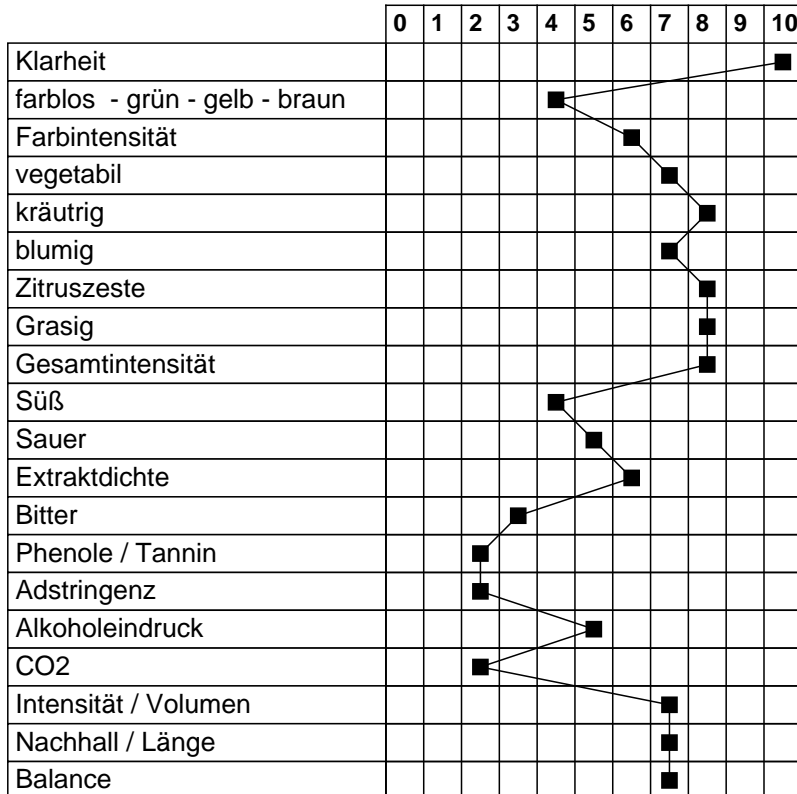 0 1 2 3 4 5 6 7 8 9 10
Klarheit
farblos - grün - gelb - braun
Farbintensität
vegetabil
kräutrig
blumig
Zitruszeste
Grasig
Gesamtintensität
Süß
Sauer
Extraktdichte
Bitter
Phenole / Tannin
Adstringenz
Alkoholeindruck
CO2
Intensität / Volumen
Nachhall / Länge
Balance